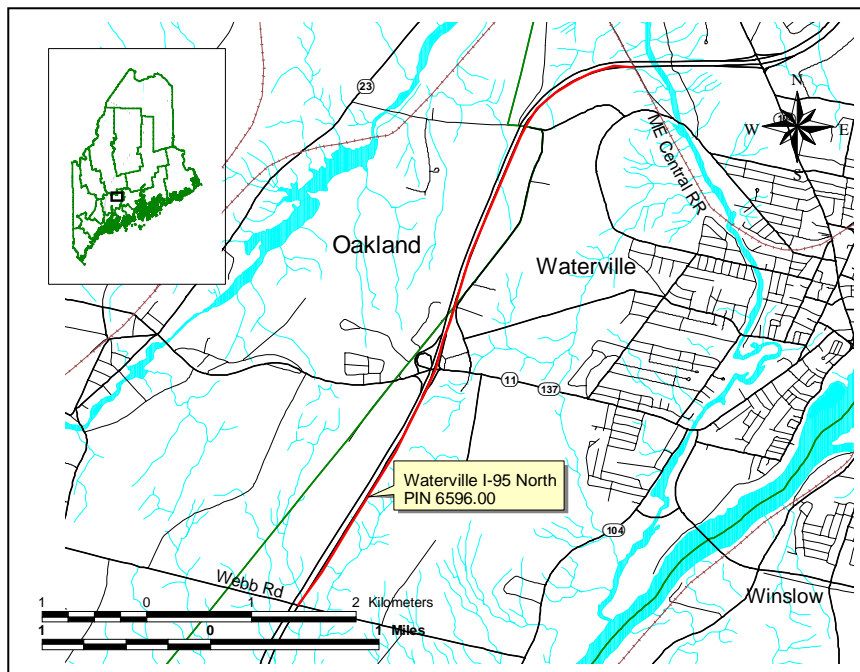 23
N
W
E
S
ME Central RR
Oakland
Waterville
11
137
Waterville I-95 North
PIN 6596.00
104
Webb Rd
Winslow
1 0 1 2 Kilometers
1 0 1 Miles